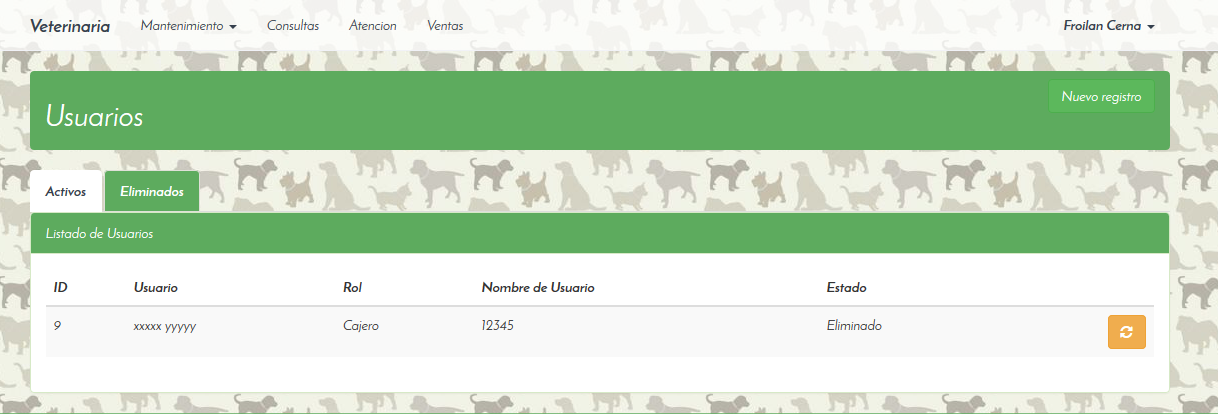 Veterinaria Mantenimiento Consultas Atencion Ventas Froilan Cerna
Nuevo registro
Usuarios
Activos Eliminados
Listado de Usuarios
ID Usuario Rol Nombre de Usuario Estado
9 xxxxx yyyyy Cajero 12345 Eliminado